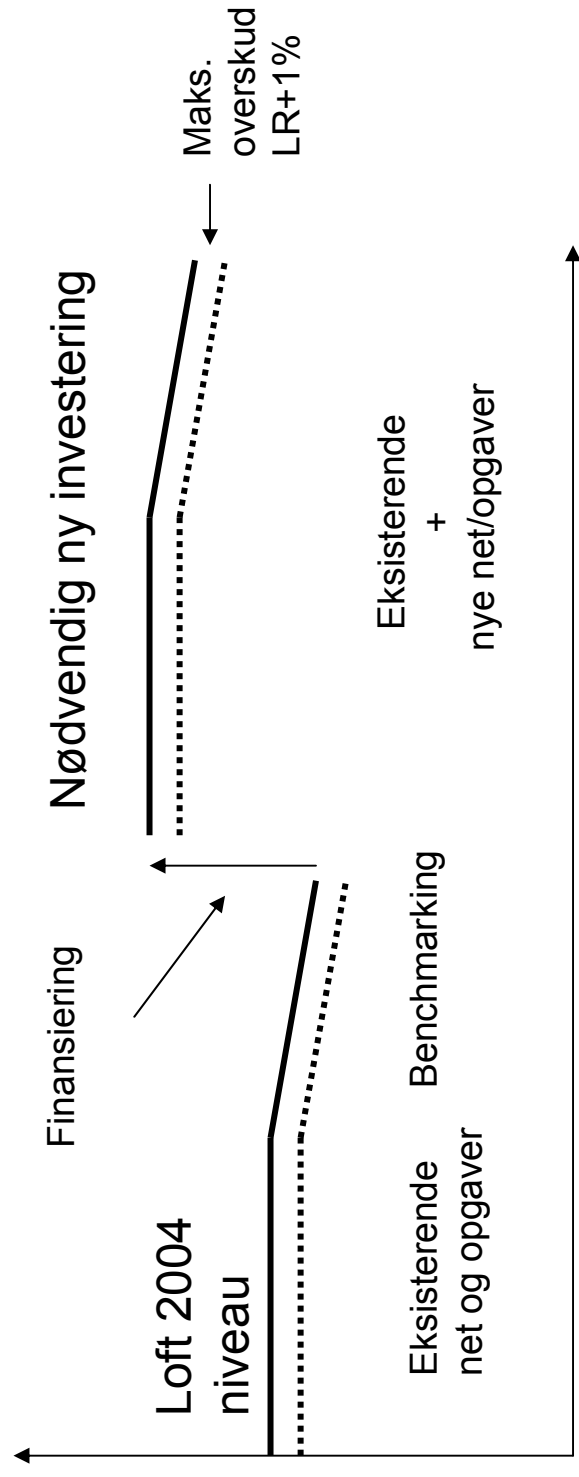 Nødvendig ny investering
Maks.
overskud
LR+1%
Finansiering
Loft 2004
niveau
Eksisterende
net og opgaver
Benchmarking
Eksisterende
+
nye net/opgaver